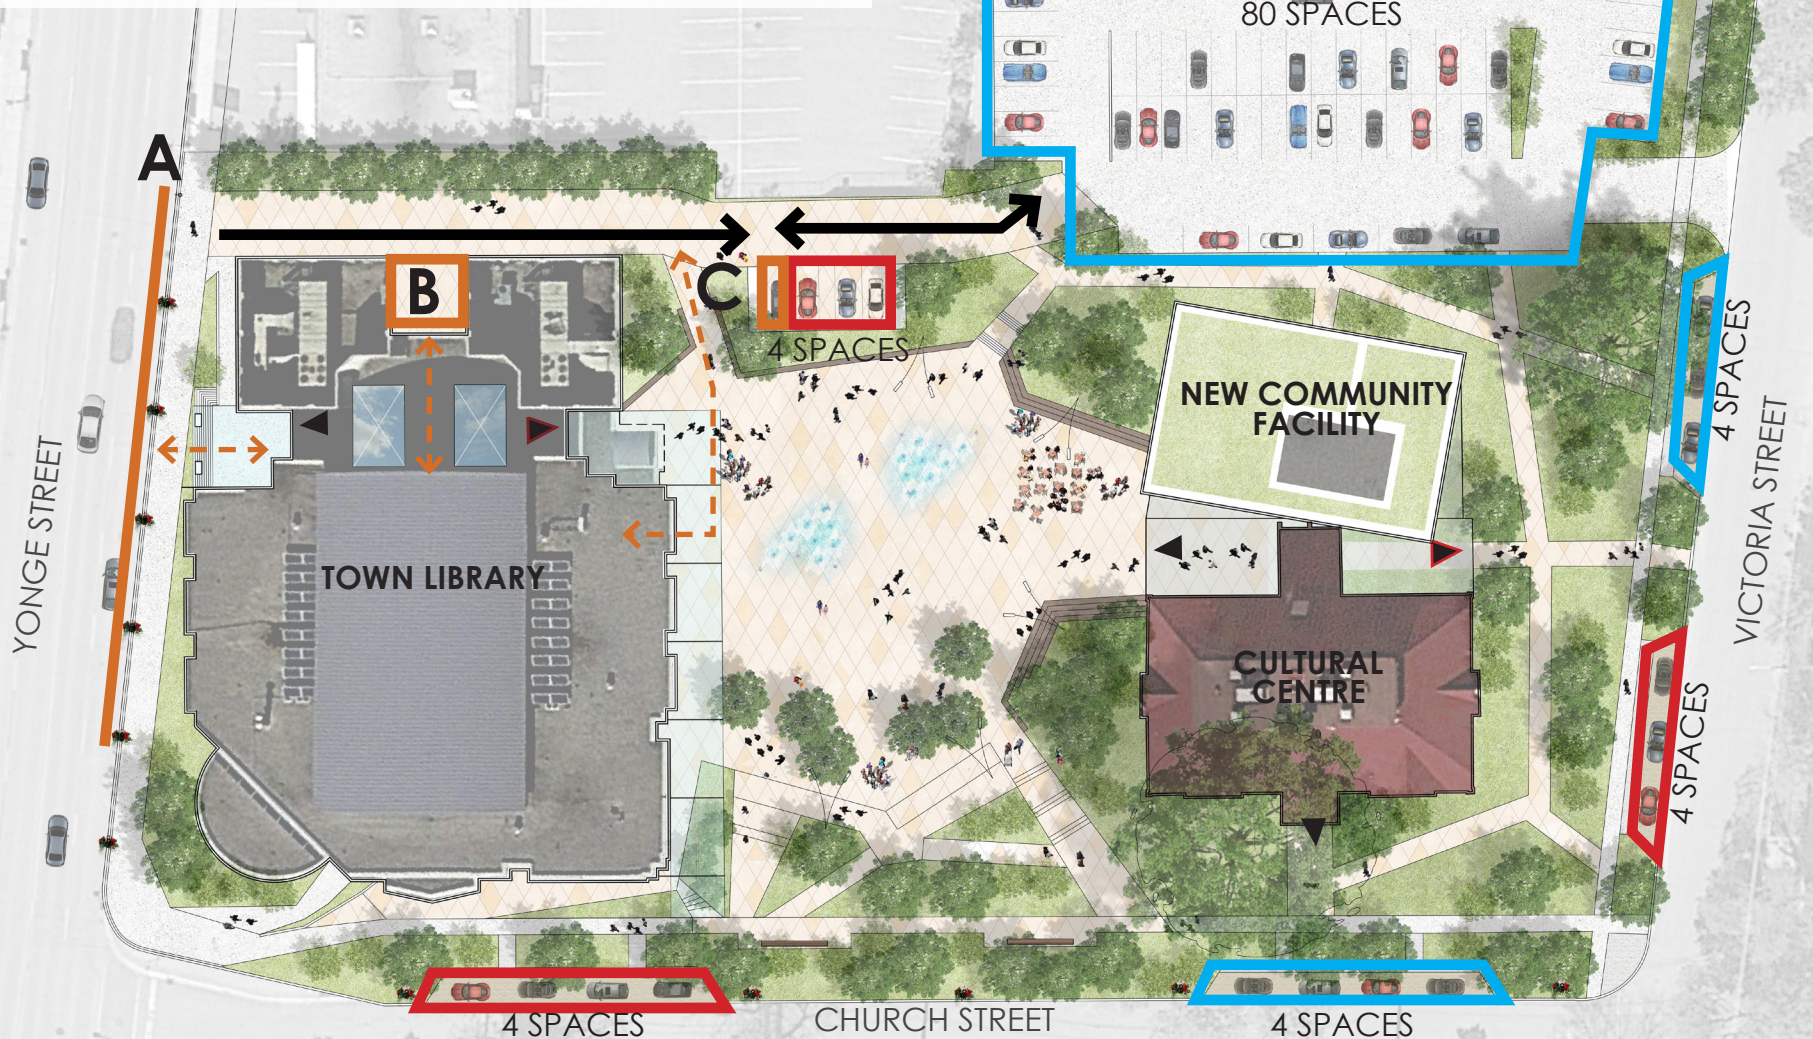 80 SPACES
A
B
C
4 SPACES
NEW COMMUNITY
FACILITY
4 SPACES
VICTORIA STREET
YONGE STREET
TOWN LIBRARY
CULTURAL
CENTRE
4 SPACES
4 SPACES
CHURCH STREET
4 SPACES